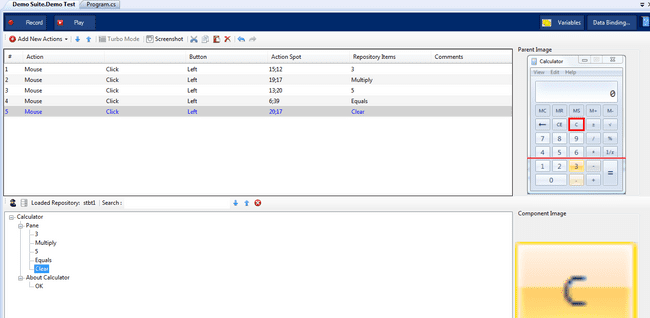 Demo Suite.Demo Test Program.cs
Record Play Variables Data Binding...
Add New Actions Turbo Mode Screenshot
# Action Button Action Spot Repository Items Comments
1 Mouse Click Left 15;12 3
2 Mouse Click Left 19;17 Multiply
3 Mouse Click Left 13;20 5
4 Mouse Click Left 6;39 Equals
5 Mouse Click Left 20;17 Clear
Parent Image
Calculator
View Edit Help
0
MC MR MS M+ M-
← CE C ± √
7 8 9 / %
4 5 6 * 1/x
1 2 3 - =
0 . +
Loaded Repository: stbt1 Search:
Calculator
Pane
3
Multiply
5
Equals
Clear
About Calculator
OK
Component Image
C